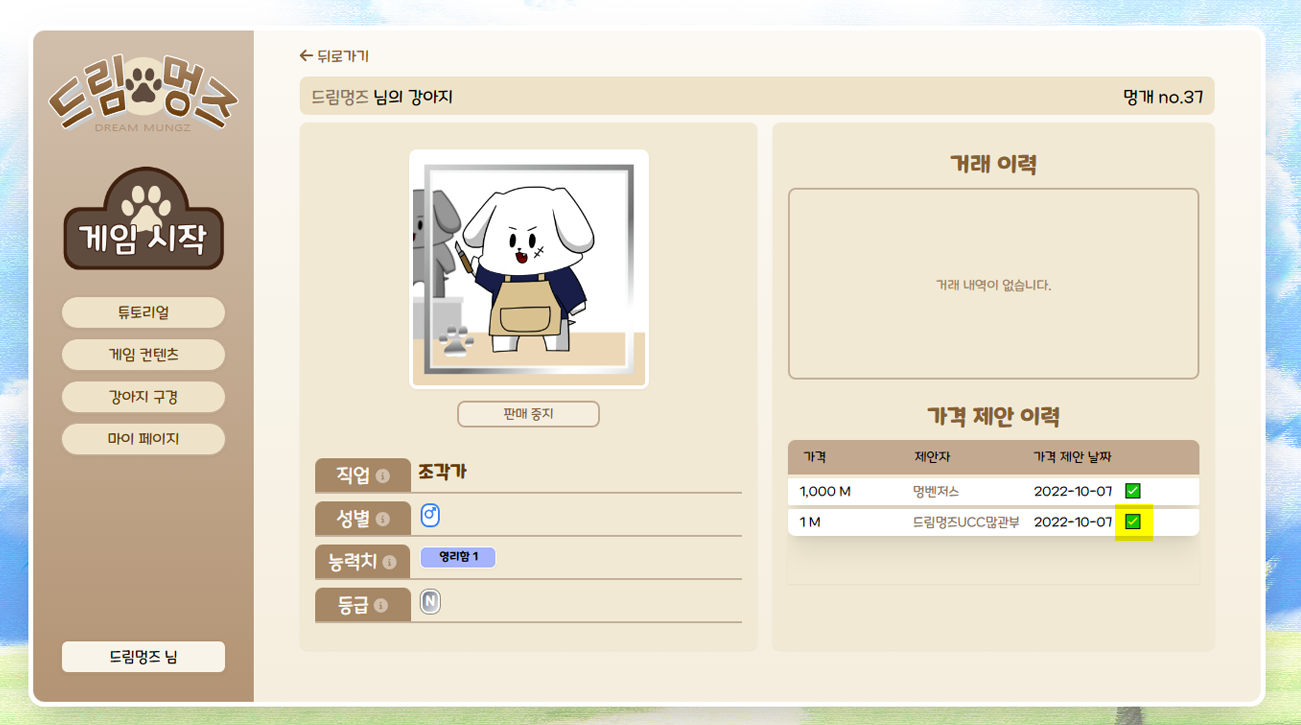 드림멍즈
DREAM MUNGZ
게임 시작
튜토리얼
게임 컨텐츠
강아지 구경
마이 페이지
드림멍즈 님
← 뒤로가기
드림멍즈 님의 강아지
멍개 no.37
판매 중지
직업
조각가
성별
능력치
영리함 1
등급
N
거래 이력
거래 내역이 없습니다.
가격 제안 이력
가격 제안자 가격 제안 날짜
1,000 M 멍벤저스 2022-10-07
1 M 드림멍즈UCC많관부 2022-10-07